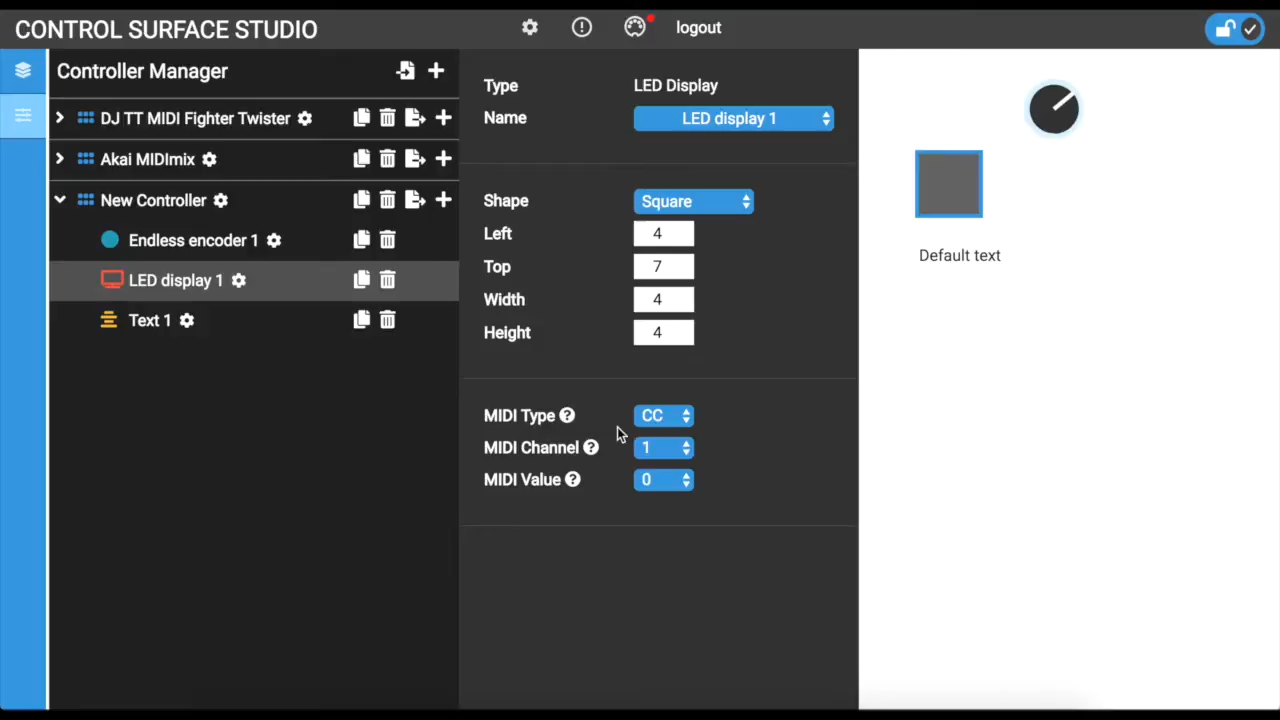 CONTROL SURFACE STUDIO
logout
Controller Manager
DJ TT MIDI Fighter Twister
Akai MIDImix
New Controller
Endless encoder 1
LED display 1
Text 1
Type LED Display
Name LED display 1
Shape Square
Left 4
Top 7
Width 4
Height 4
MIDI Type ? CC
MIDI Channel ? 1
MIDI Value ? 0
Default text